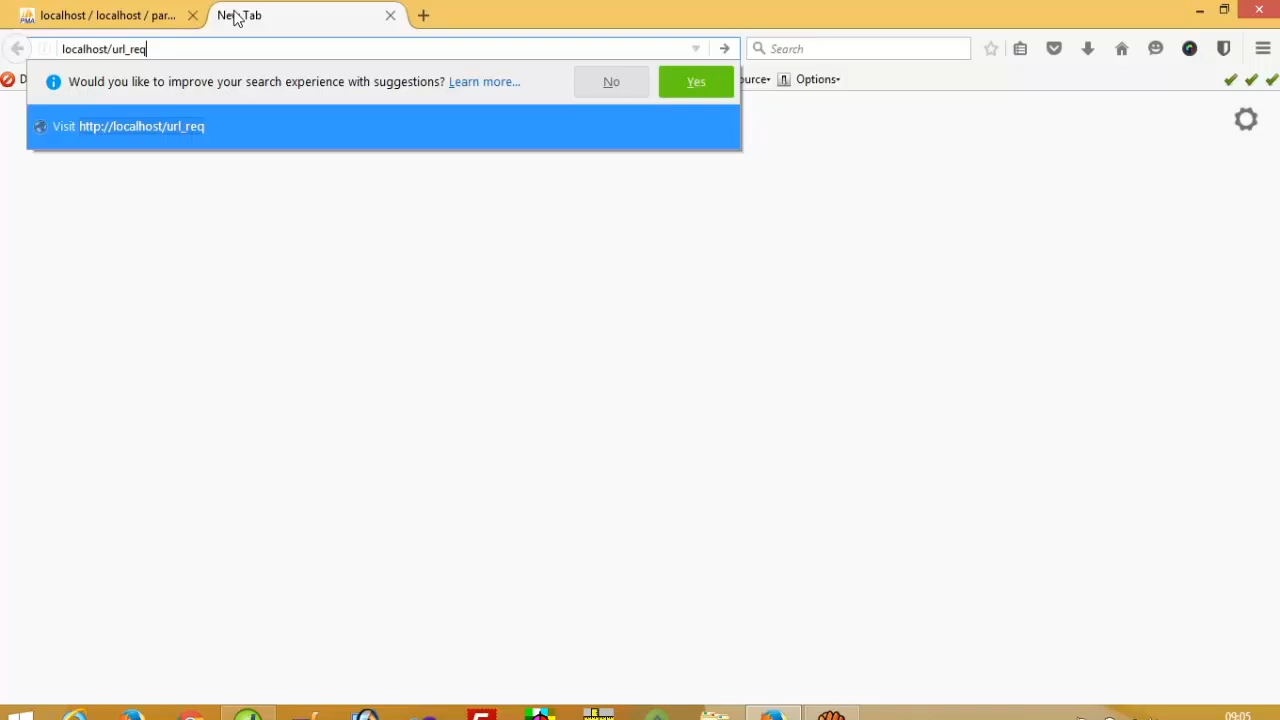 localhost / localhost / par...
New Tab
localhost/url_req
Search
Would you like to improve your search experience with suggestions? Learn more...
No
Yes
Options
Visit http://localhost/url_req
09:05